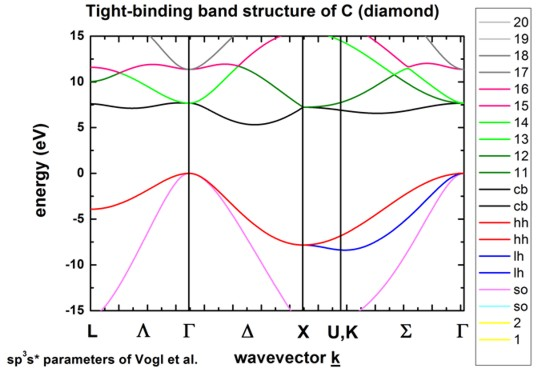 Tight-binding band structure of C (diamond)
energy (eV)
15
10
5
0
-5
-10
-15
L Λ Γ Δ X U,K Σ Γ
sp³s* parameters of Vogl et al.
wavevector k
20
19
18
17
16
15
14
13
12
11
cb
cb
hh
hh
lh
lh
so
so
2
1